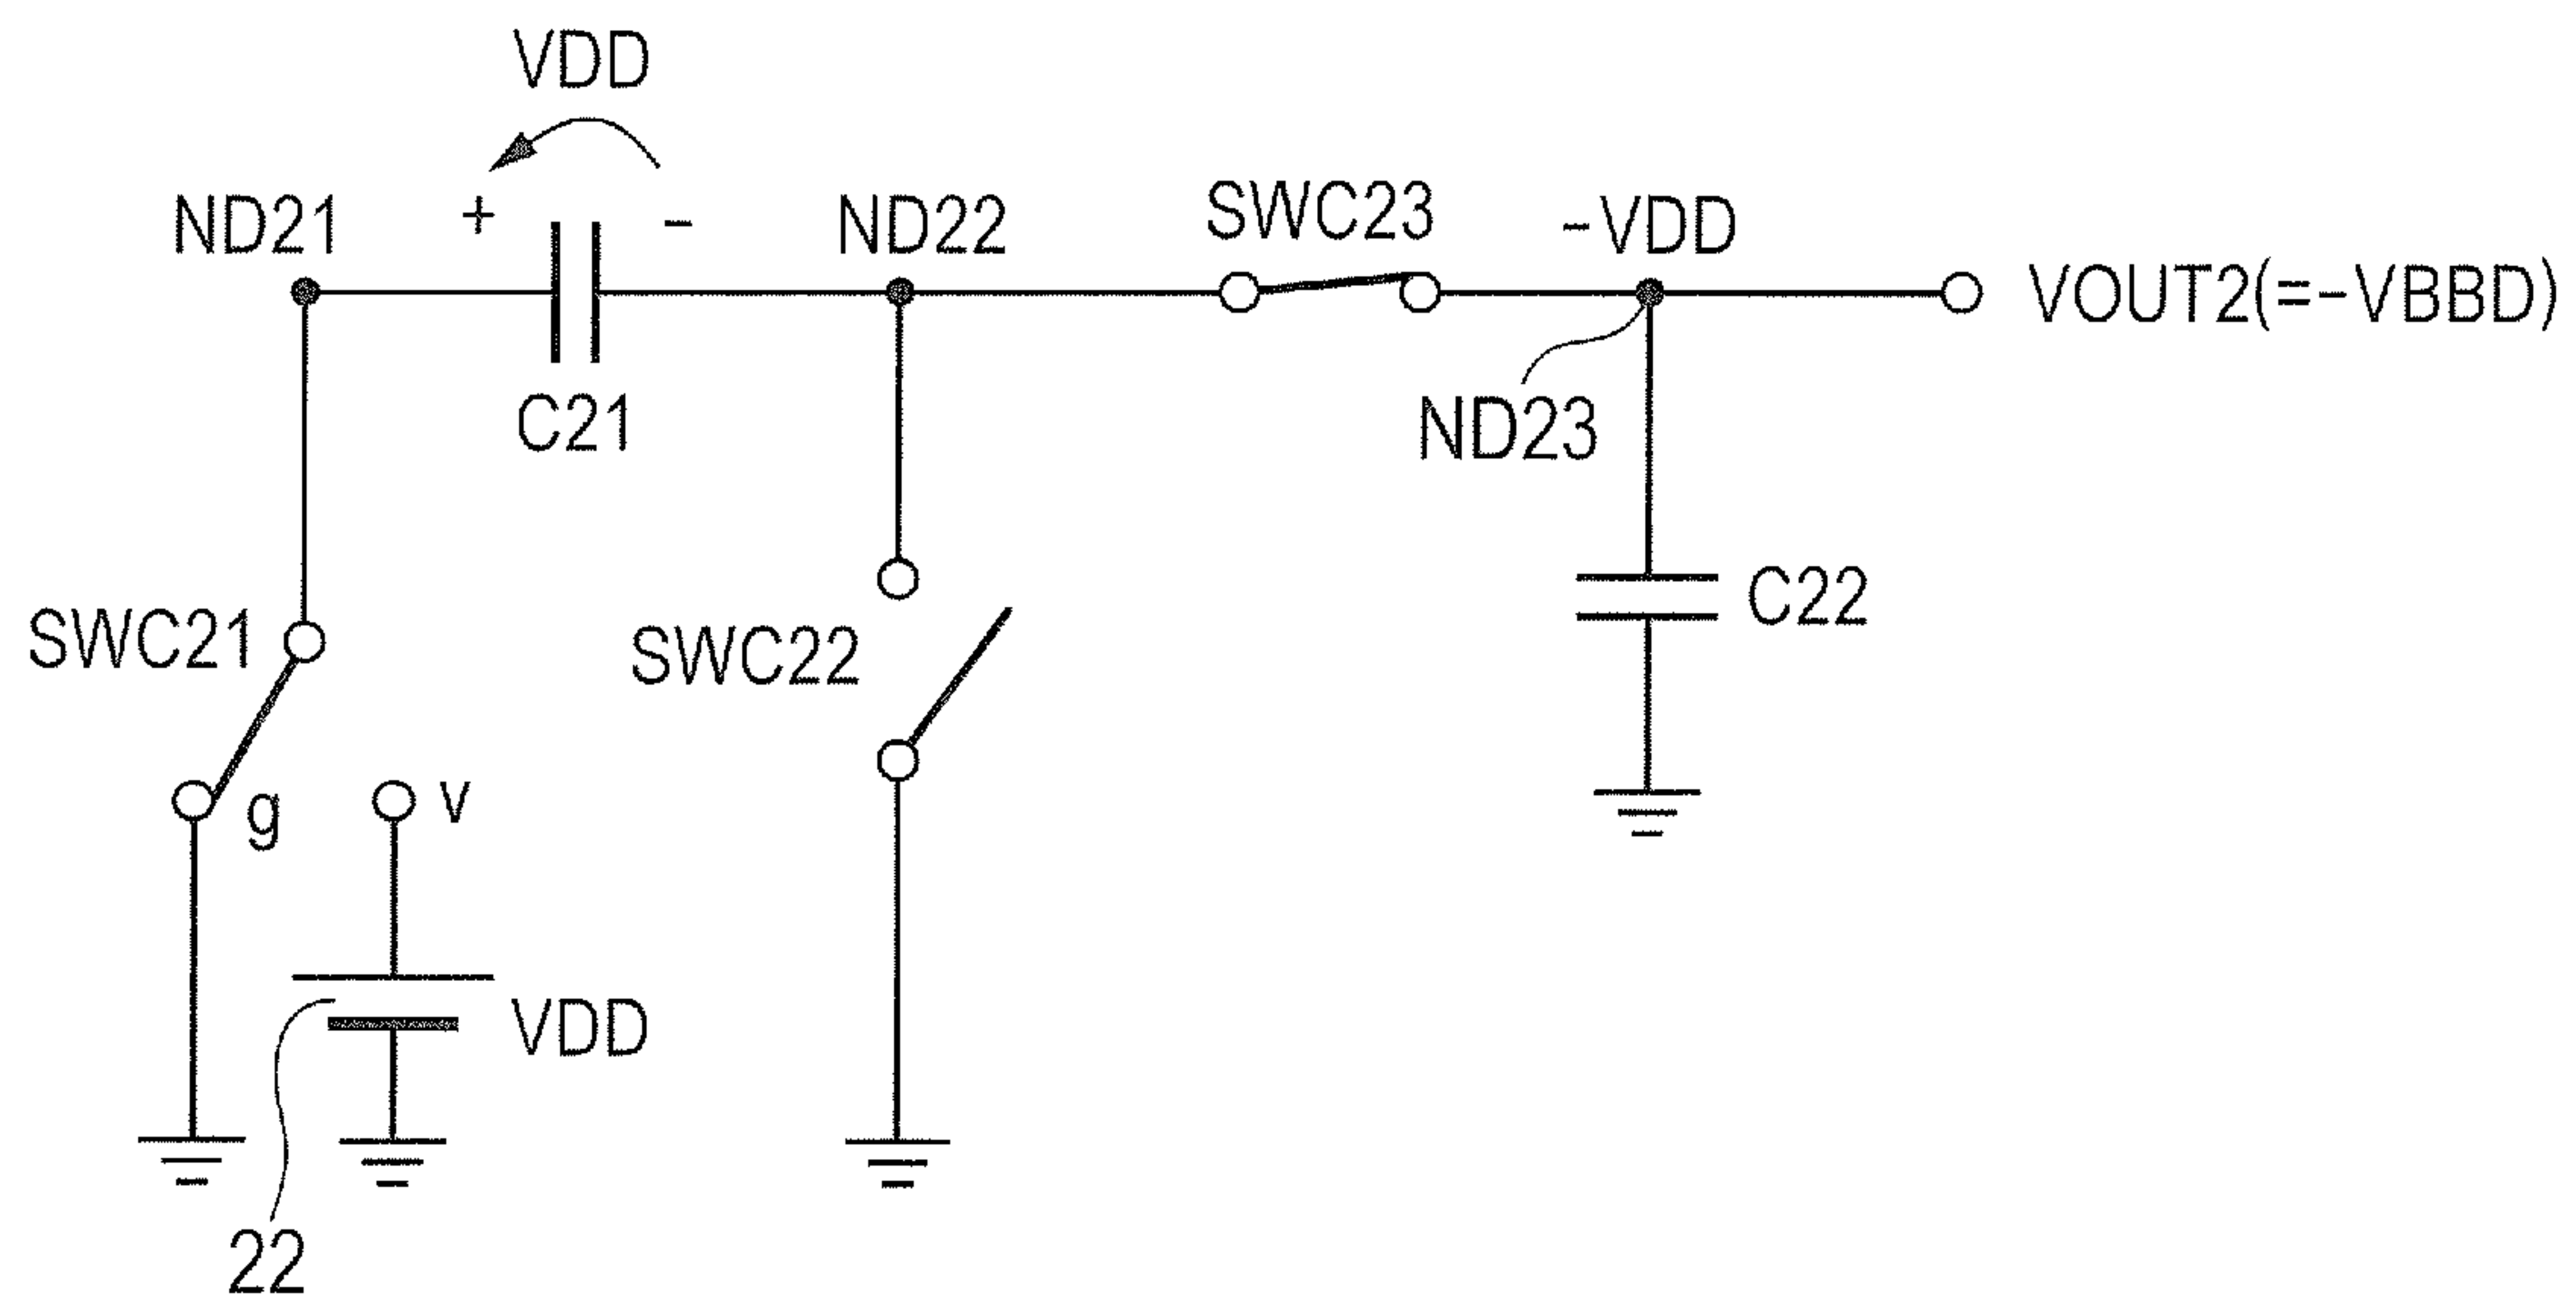 VDD
ND21
+
-
ND22
SWC23
-VDD
VOUT2(=-VBBD)
C21
ND23
C22
SWC21
SWC22
g
v
VDD
22